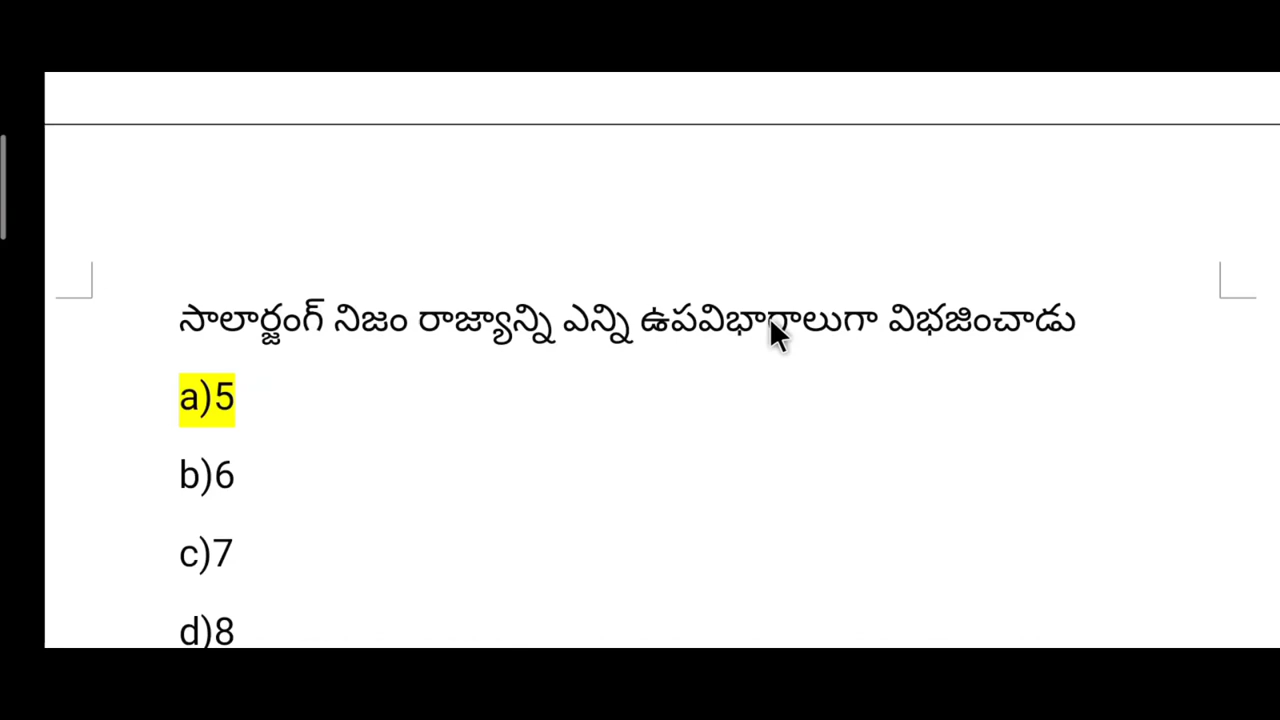 సాలార్జంగ్ నిజం రాజ్యాన్ని ఎన్ని ఉపవిభాగాలుగా విభజించాడు
a)5
b)6
c)7
d)8